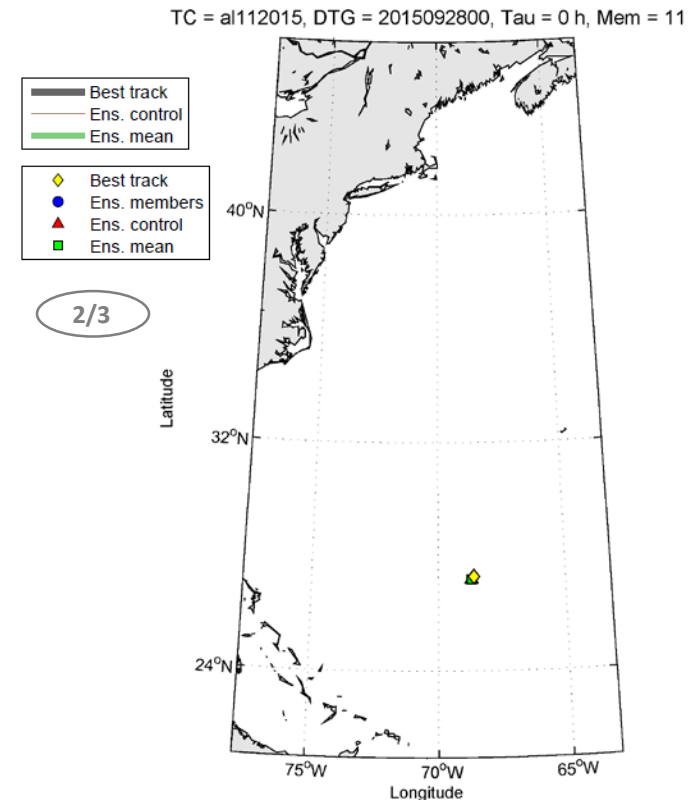 TC = al112015, DTG = 2015092800, Tau = 0 h, Mem = 11
Best track
Ens. control
Ens. mean
Best track
Ens. members
Ens. control
Ens. mean
2/3
40°N
32°N
24°N
Latitude
75°W
70°W
65°W
Longitude